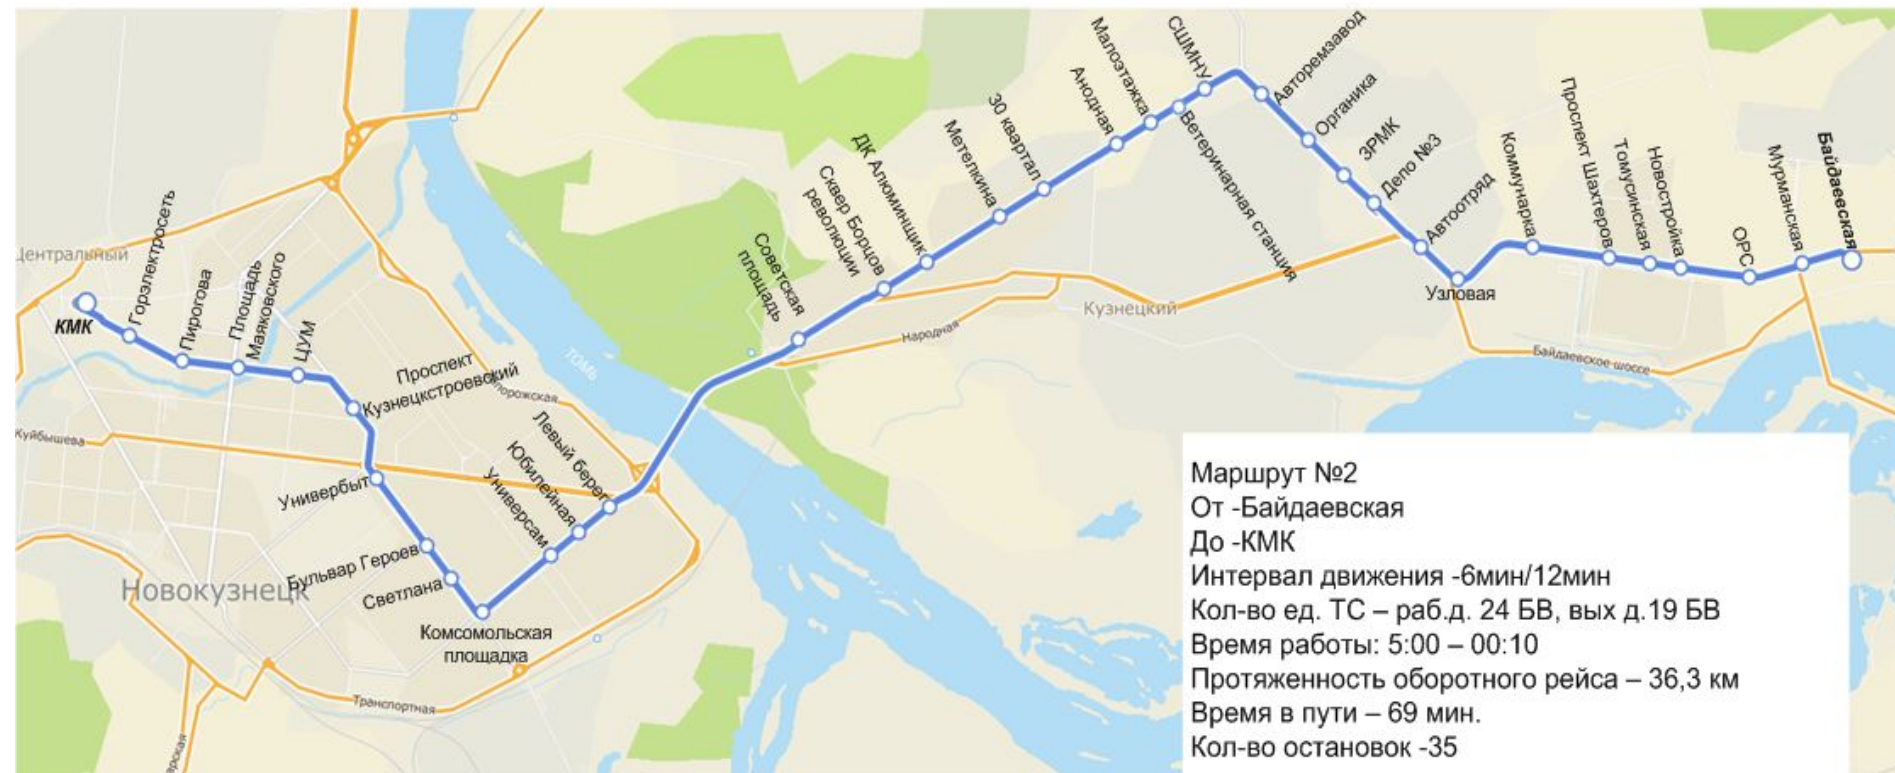 КМК
Горэлектросеть
Пирогова
Площадь
Маяковского
ЦУМ
Проспект
Кузнецкстроевский
Универбыт
Бульвар Героев
Светлана
Комсомольская
площадка
Универсам
Юбилейная
Левый берег
Советская
площадь
Сквер Борцов
революции
ДК Алюминщик
Метелкина
30 квартал
Анодная
Малоэтажка
Ветеринарная станция
СШМНУ
Авторемзавод
Органика
ЗРМК
Депо №3
Автоотряд
Узловая
Коммунарка
Проспект Шахтеров
Томусинская
Новостройка
ОРС
Мурманская
Байдаевская
Центральный
Куйбышева
Новокузнецк
Транспортная
ТОМЬ
Народная
Кузнецкий
Байдаевское шоссе
Маршрут №2
От -Байдаевская
До -КМК
Интервал движения -6мин/12мин
Кол-во ед. ТС – раб.д. 24 БВ, вых д.19 БВ
Время работы: 5:00 – 00:10
Протяженность оборотного рейса – 36,3 км
Время в пути – 69 мин.
Кол-во остановок -35